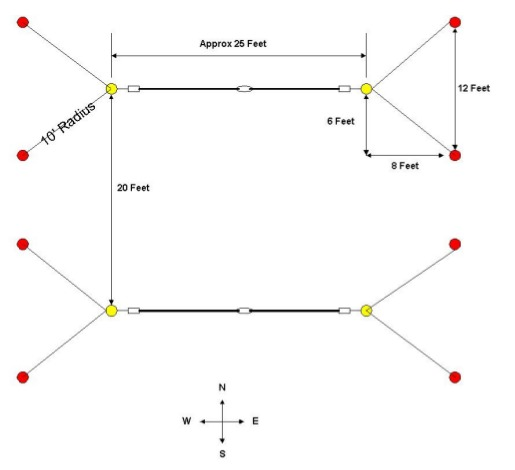 Approx 25 Feet
12 Feet
10' Radius
6 Feet
8 Feet
20 Feet
N
W E
S